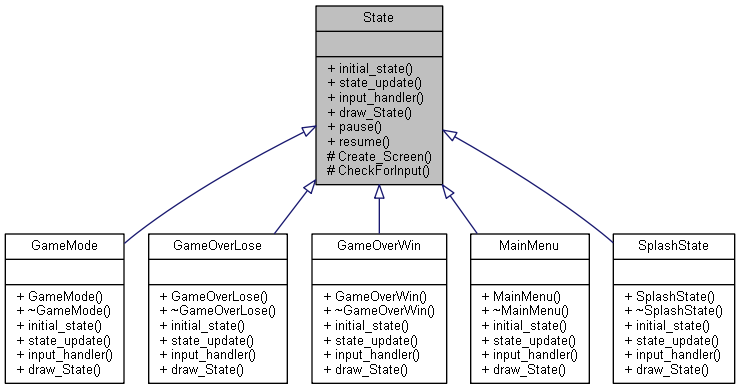 State
+ initial_state()
+ state_update()
+ input_handler()
+ draw_State()
+ pause()
+ resume()
# Create_Screen()
# CheckForInput()
GameMode
+ GameMode()
+ ~GameMode()
+ initial_state()
+ state_update()
+ input_handler()
+ draw_State()
GameOverLose
+ GameOverLose()
+ ~GameOverLose()
+ initial_state()
+ state_update()
+ input_handler()
+ draw_State()
GameOverWin
+ GameOverWin()
+ ~GameOverWin()
+ initial_state()
+ state_update()
+ input_handler()
+ draw_State()
MainMenu
+ MainMenu()
+ ~MainMenu()
+ initial_state()
+ state_update()
+ input_handler()
+ draw_State()
SplashState
+ SplashState()
+ ~SplashState()
+ initial_state()
+ state_update()
+ input_handler()
+ draw_State()